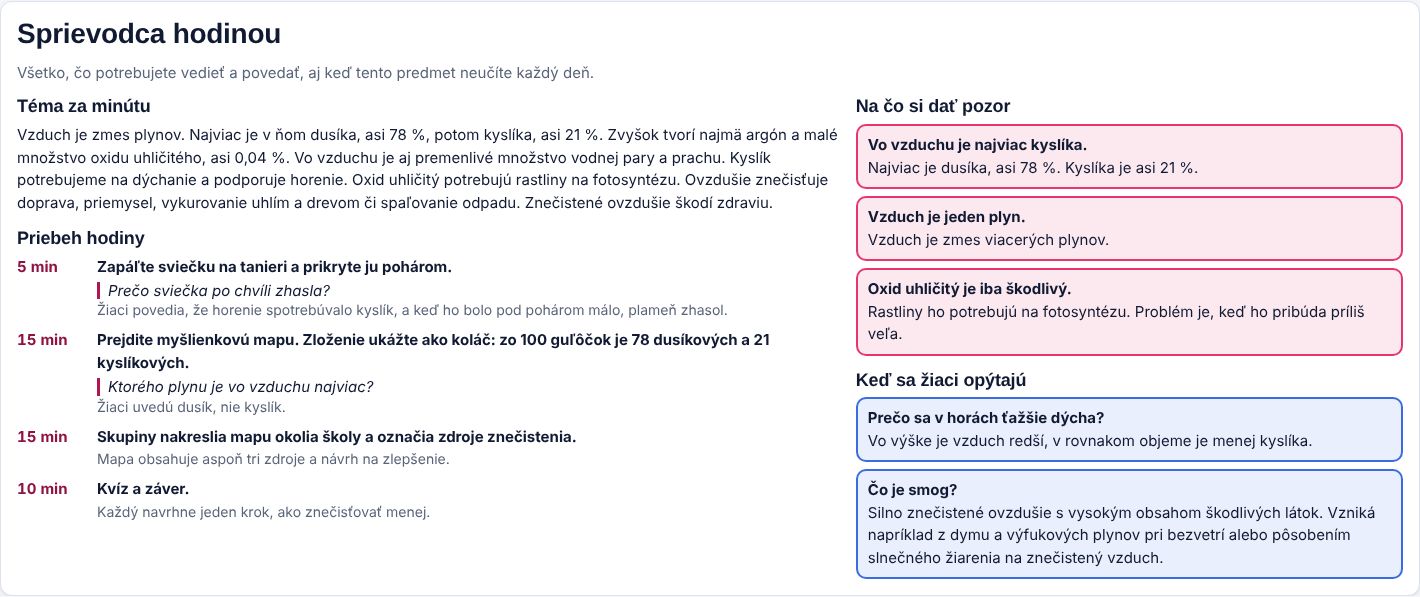 Sprievodca hodinou
Všetko, čo potrebujete vedieť a povedať, aj keď tento predmet neučíte každý deň.
Téma za minútu
Vzduch je zmes plynov. Najviac je v ňom dusíka, asi 78 %, potom kyslíka, asi 21 %. Zvyšok tvorí najmä argón a malé
množstvo oxidu uhličitého, asi 0,04 %. Vo vzduchu je aj premenlivé množstvo vodnej pary a prachu. Kyslík
potrebujeme na dýchanie a podporuje horenie. Oxid uhličitý potrebujú rastliny na fotosyntézu. Ovzdušie znečisťuje
doprava, priemysel, vykurovanie uhlím a drevom či spaľovanie odpadu. Znečistené ovzdušie škodí zdraviu.
Priebeh hodiny
5 min Zapáľte sviečku na tanieri a prikryte ju pohárom.
Prečo sviečka po chvíli zhasla?
Žiaci povedia, že horenie spotrebúvalo kyslík, a keď ho bolo pod pohárom málo, plameň zhasol.
15 min Prejdite myšlienkovú mapu. Zloženie ukážte ako koláč: zo 100 guľôčok je 78 dusíkových a 21
kyslíkových.
Ktorého plynu je vo vzduchu najviac?
Žiaci uvedú dusík, nie kyslík.
15 min Skupiny nakreslia mapu okolia školy a označia zdroje znečistenia.
Mapa obsahuje aspoň tri zdroje a návrh na zlepšenie.
10 min Kvíz a záver.
Každý navrhne jeden krok, ako znečisťovať menej.
Na čo si dať pozor
Vo vzduchu je najviac kyslíka.
Najviac je dusíka, asi 78 %. Kyslíka je asi 21 %.
Vzduch je jeden plyn.
Vzduch je zmes viacerých plynov.
Oxid uhličitý je iba škodlivý.
Rastliny ho potrebujú na fotosyntézu. Problém je, keď ho pribúda príliš
veľa.
Keď sa žiaci opýtajú
Prečo sa v horách ťažšie dýcha?
Vo výške je vzduch redší, v rovnakom objeme je menej kyslíka.
Čo je smog?
Silno znečistené ovzdušie s vysokým obsahom škodlivých látok. Vzniká
napríklad z dymu a výfukových plynov pri bezvetrí alebo pôsobením
slnečného žiarenia na znečistený vzduch.